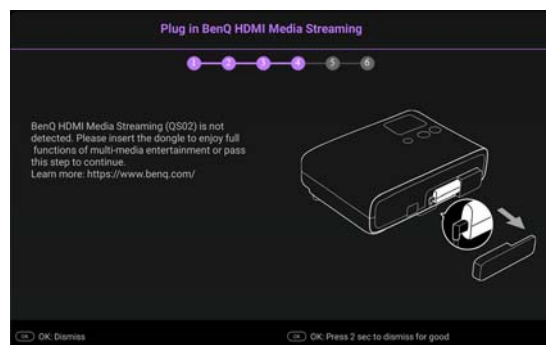 Plug in BenQ HDMI Media Streaming
1 2 3 4 5 6
BenQ HDMI Media Streaming (QS02) is not
detected. Please insert the dongle to enjoy full
functions of multi-media entertainment or pass
this step to continue.
Learn more: https://www.benq.com/
OK OK: Dismiss
OK OK: Press 2 sec to dismiss for good